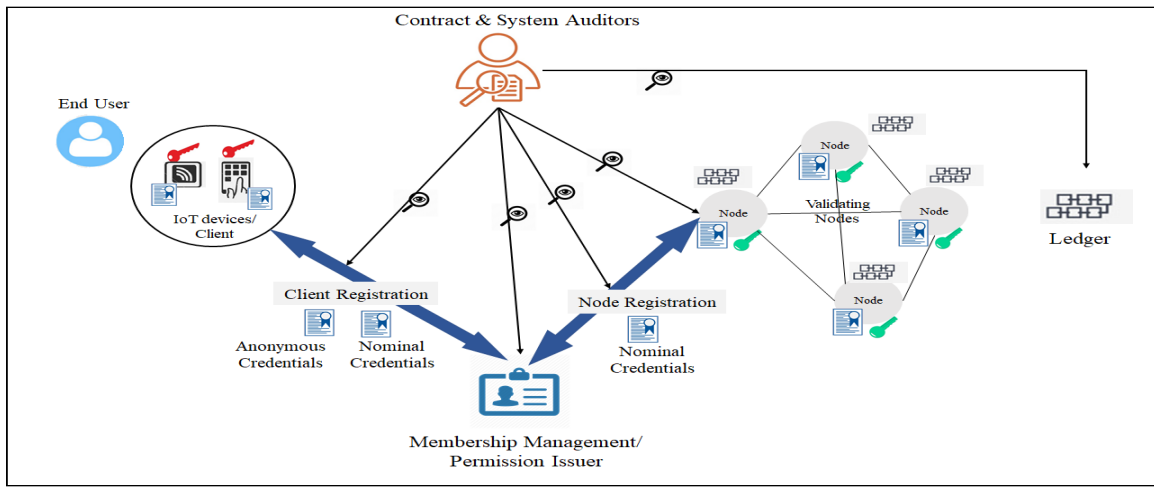 Contract & System Auditors
End User
IoT devices/
Client
Node
Node
Validating
Nodes
Node
Node
Ledger
Client Registration
Node Registration
Anonymous
Credentials
Nominal
Credentials
Nominal
Credentials
Membership Management/
Permission Issuer